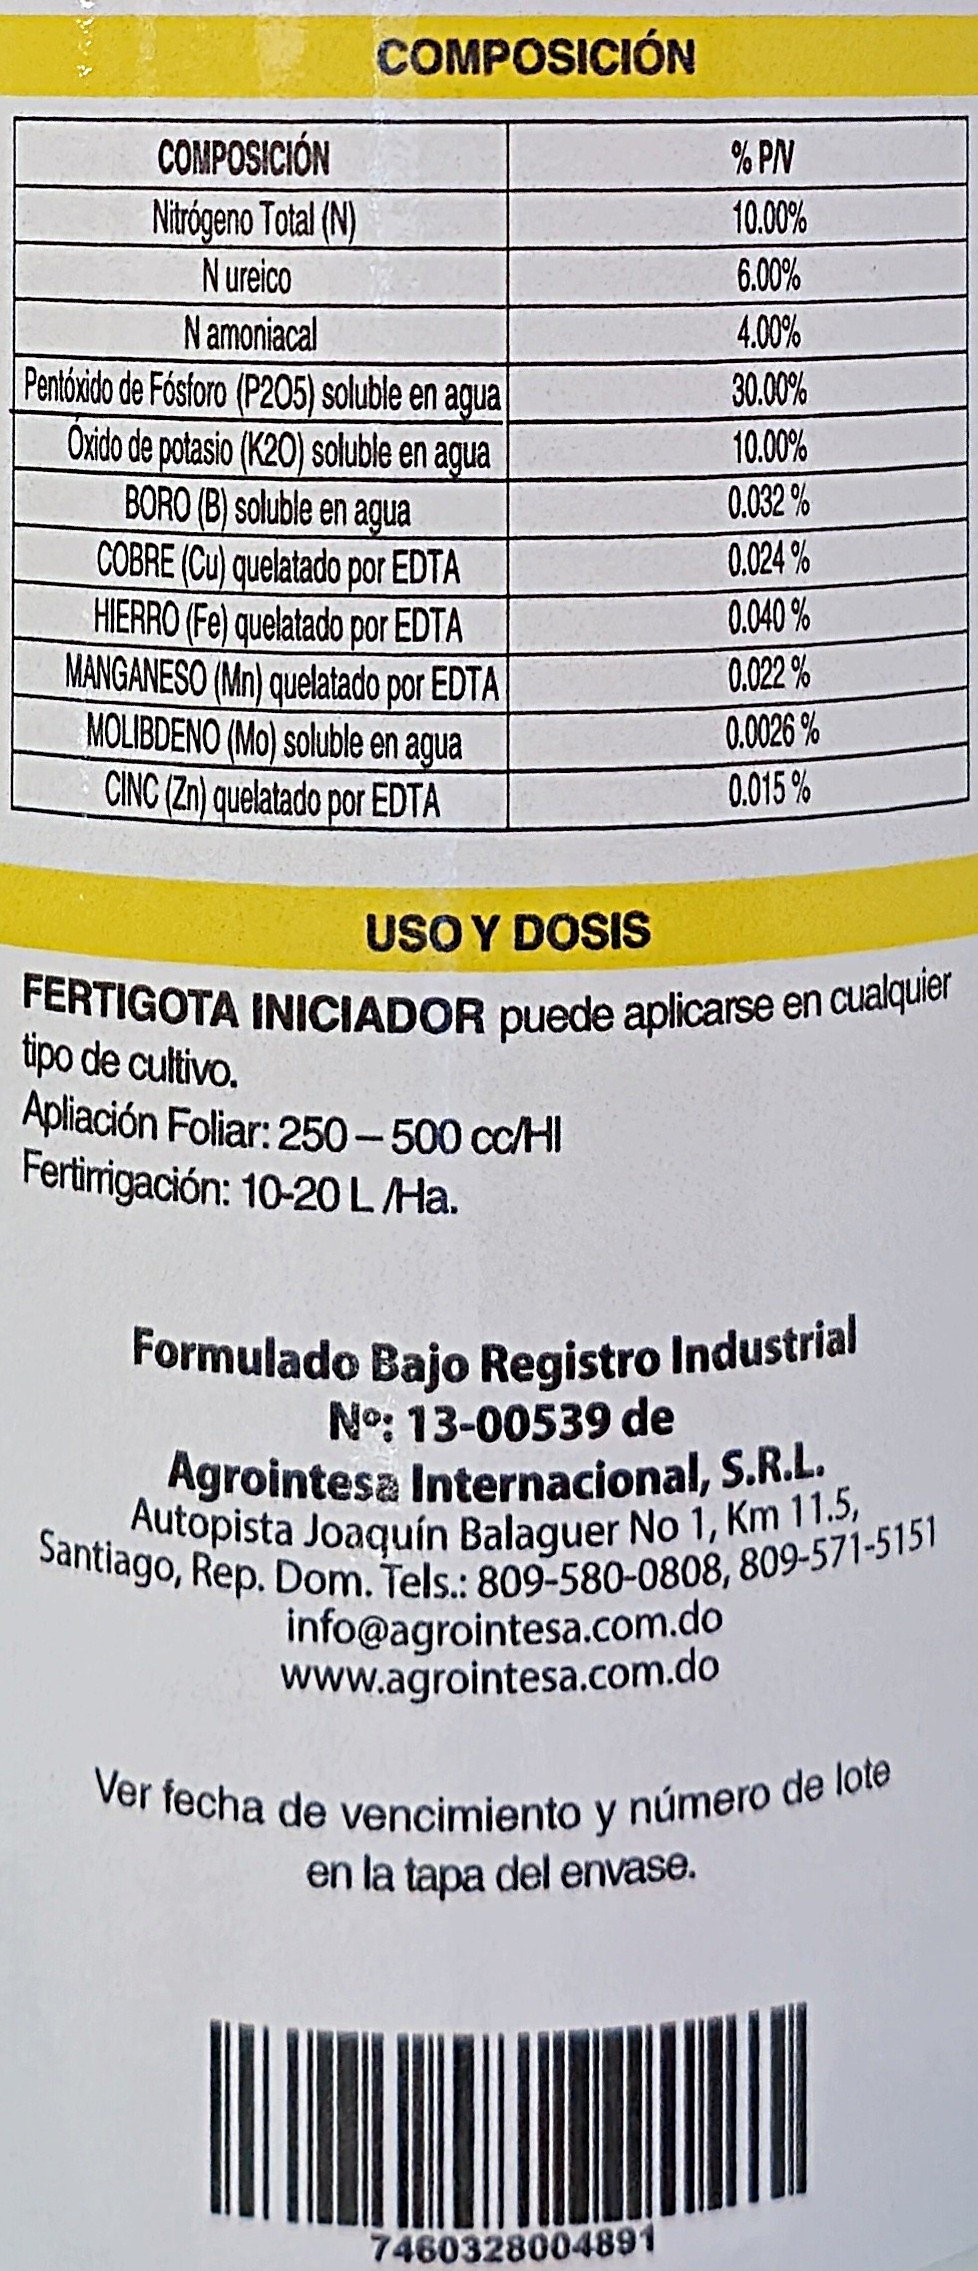 COMPOSICIÓN
COMPOSICIÓN % P/V
Nitrógeno Total (N) 10.00%
N ureico 6.00%
N amoniacal 4.00%
Pentóxido de Fósforo (P2O5) soluble en agua 30.00%
Óxido de potasio (K2O) soluble en agua 10.00%
BORO (B) soluble en agua 0.032 %
COBRE (Cu) quelatado por EDTA 0.024 %
HIERRO (Fe) quelatado por EDTA 0.040 %
MANGANESO (Mn) quelatado por EDTA 0.022 %
MOLIBDENO (Mo) soluble en agua 0.0026 %
CINC (Zn) quelatado por EDTA 0.015 %
USO Y DOSIS
FERTIGOTA INICIADOR puede aplicarse en cualquier
tipo de cultivo.
Apliación Foliar: 250 – 500 cc/Hl
Fertirrigación: 10-20 L /Ha.
Formulado Bajo Registro Industrial
Nº: 13-00539 de
Agrointesa Internacional, S.R.L.
Autopista Joaquín Balaguer No 1, Km 11.5,
Santiago, Rep. Dom. Tels.: 809-580-0808, 809-571-5151
info@agrointesa.com.do
www.agrointesa.com.do
Ver fecha de vencimiento y número de lote
en la tapa del envase.
7460328004891